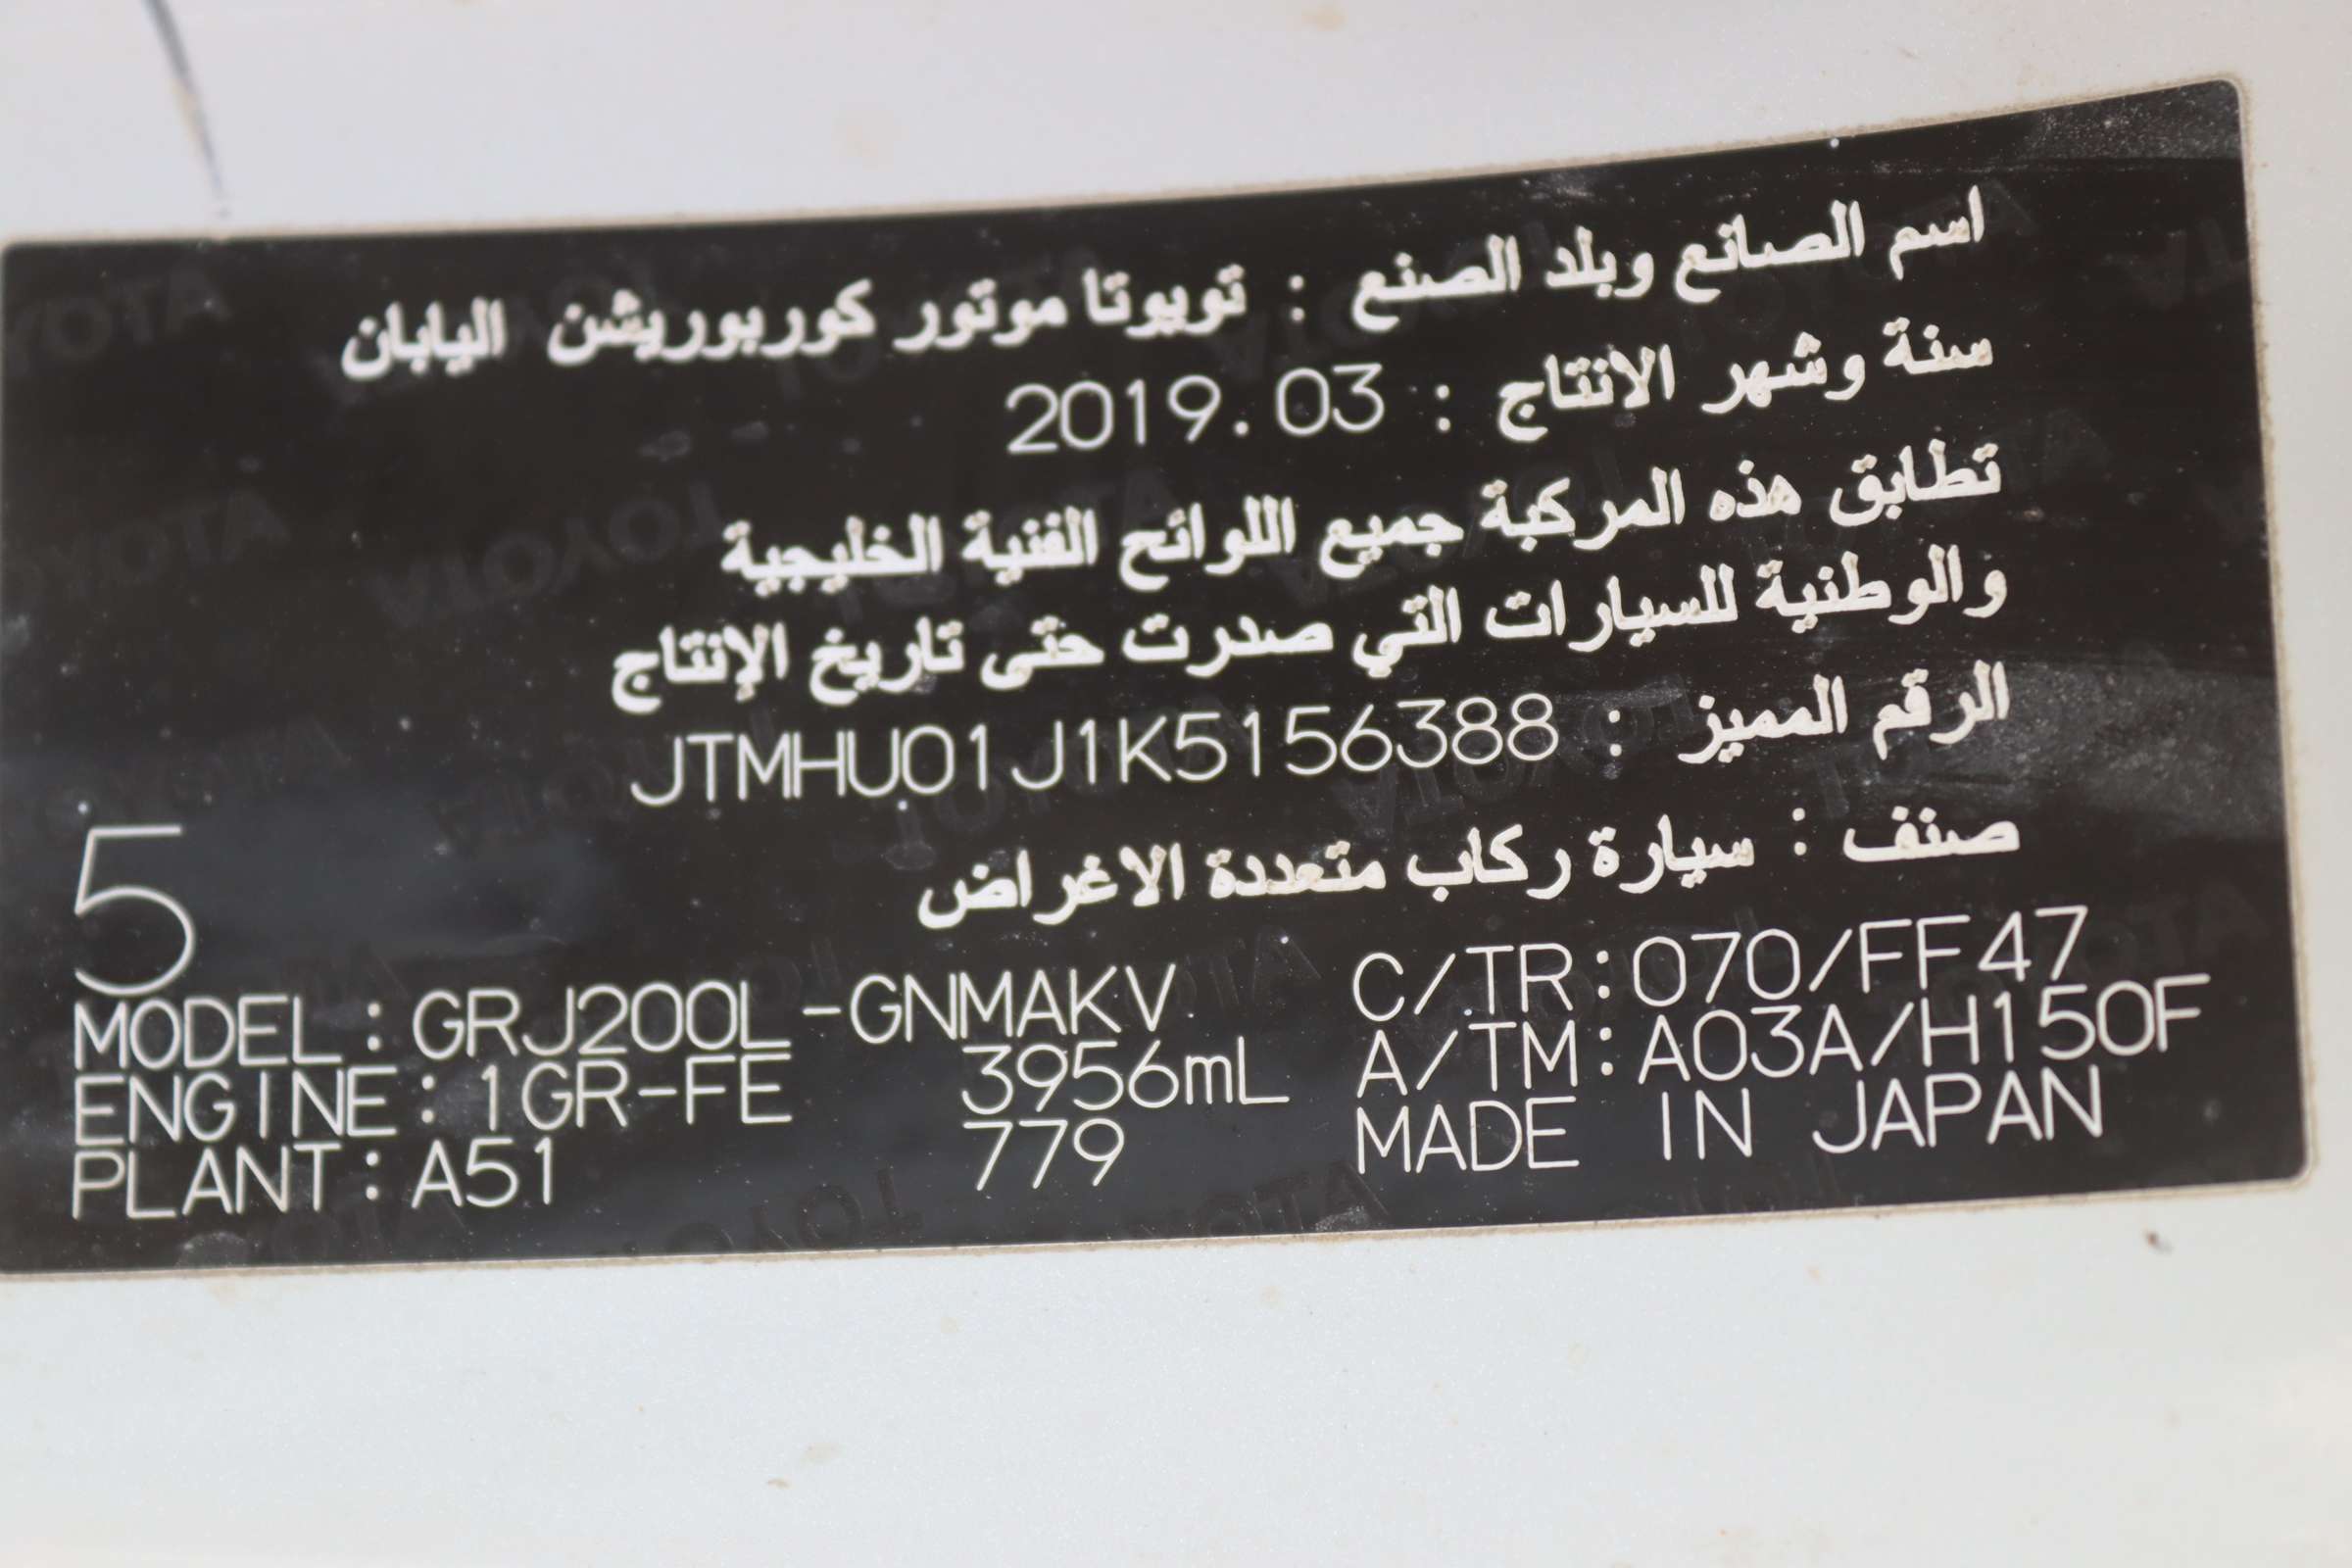 اسم الصانع وبلد الصنع : تويوتا موتور كوربوريشن اليابان
سنة وشهر الانتاج : 2019.03
تطابق هذه المركبة جميع اللوائح الفنية الخليجية
والوطنية للسيارات التي صدرت حتى تاريخ الإنتاج
الرقم المميز : JTMHU01J1K5156388
صنف : سيارة ركاب متعددة الاغراض
5
MODEL: GRJ200L-GNMAKV C/TR: 070/FF47
ENGINE: 1GR-FE 3956mL A/TM: A03A/H150F
PLANT: A51 779 MADE IN JAPAN